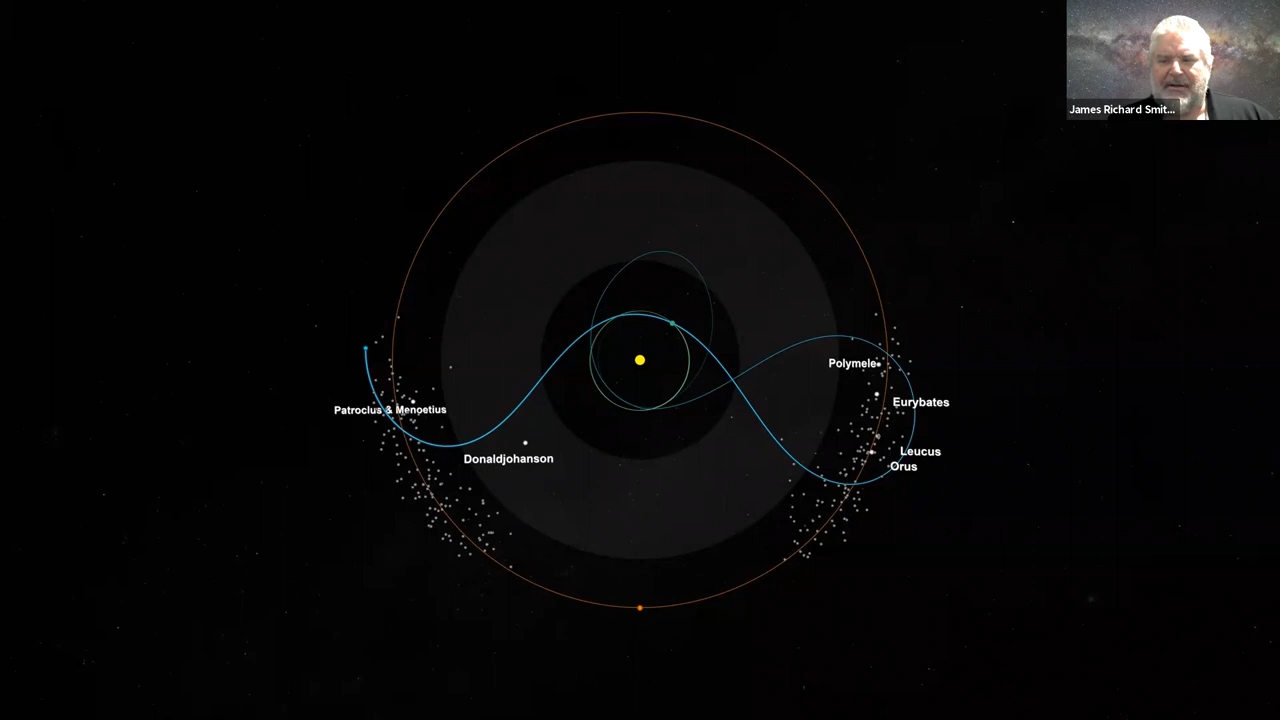 James Richard Smit...
Polymele
Eurybates
Patroclus & Menoetius
Leucus
Donaldjohanson
Orus